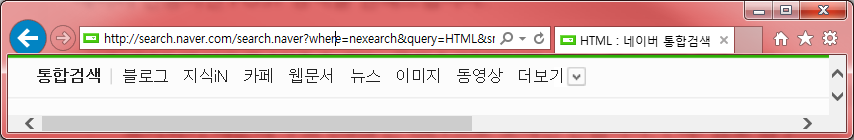 http://search.naver.com/search.naver?where=nexearch&query=HTML&sm
HTML : 네이버 통합검색
통합검색 블로그 지식iN 카페 웹문서 뉴스 이미지 동영상 더보기